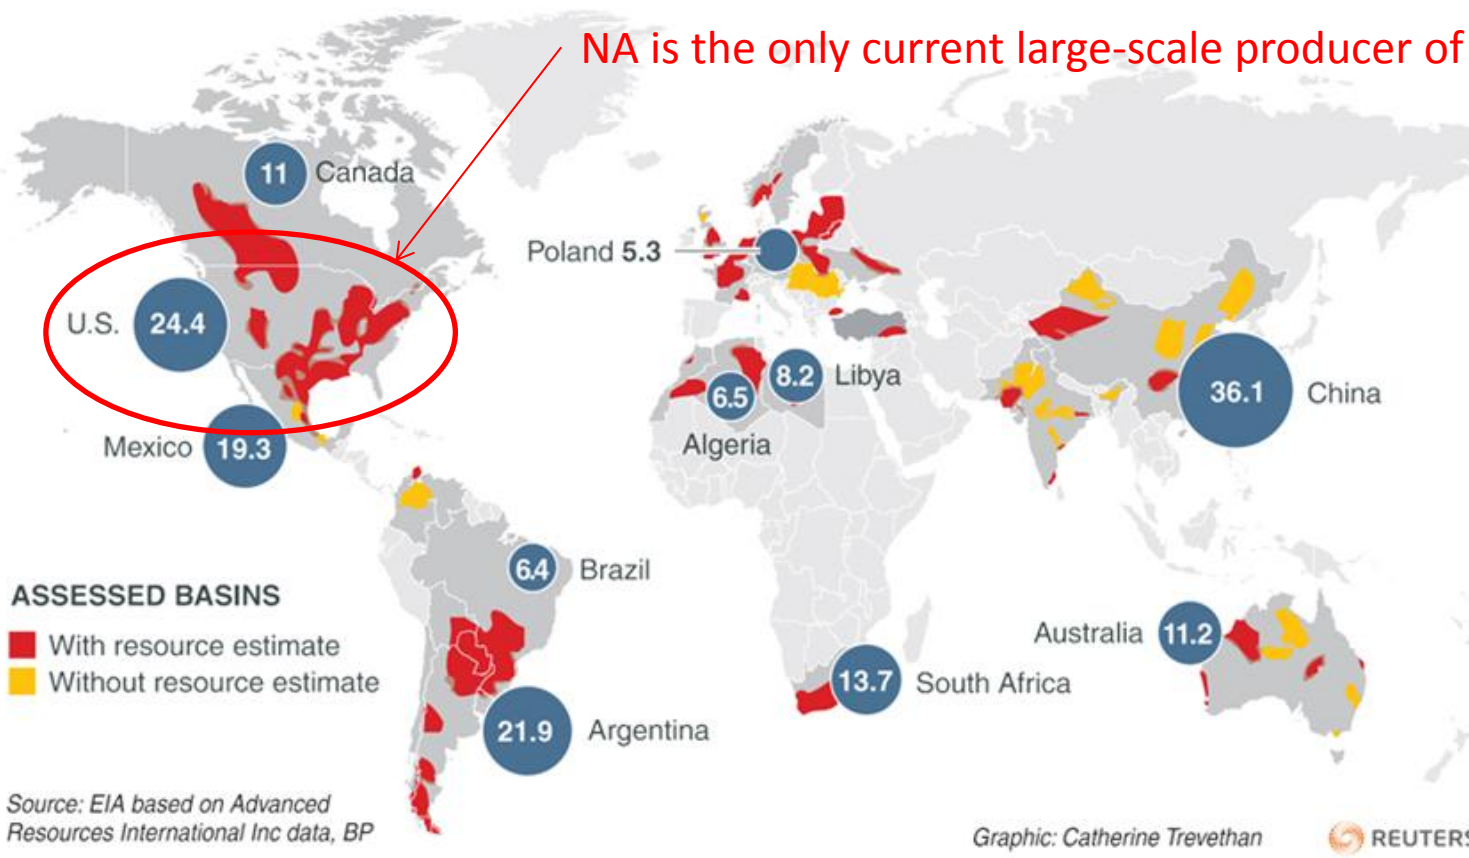 NA is the only current large-scale producer of
11 Canada
Poland 5.3
U.S. 24.4
8.2 Libya
6.5
Algeria
36.1 China
Mexico 19.3
6.4 Brazil
ASSESSED BASINS
With resource estimate
Without resource estimate
Australia 11.2
13.7 South Africa
21.9 Argentina
Source: EIA based on Advanced
Resources International Inc data, BP
Graphic: Catherine Trevethan
REUTERS